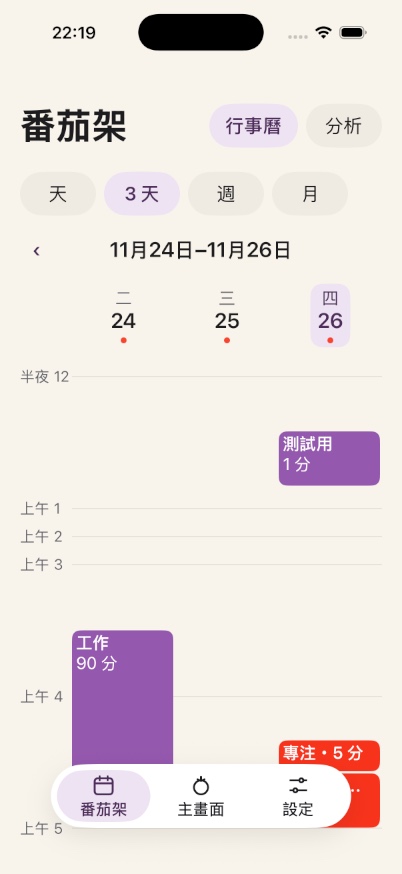 22:19
番茄架
行事曆
分析
天
3 天
週
月
‹
11月24日–11月26日
二
24
三
25
四
26
半夜 12
測試用
1 分
上午 1
上午 2
上午 3
工作
90 分
上午 4
專注・5 分
..
番茄架
主畫面
設定
上午 5